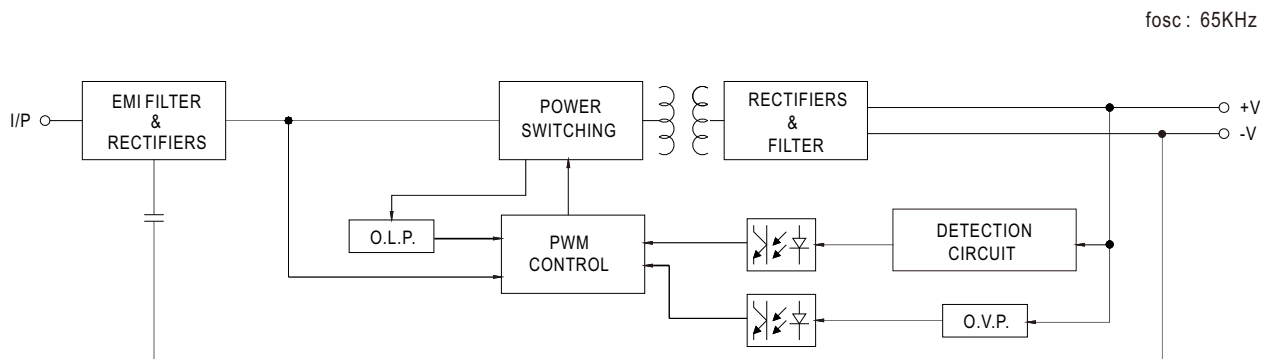 fosc : 65KHz
I/P
EMI FILTER
&
RECTIFIERS
POWER
SWITCHING
RECTIFIERS
&
FILTER
+V
-V
O.L.P.
PWM
CONTROL
DETECTION
CIRCUIT
O.V.P.